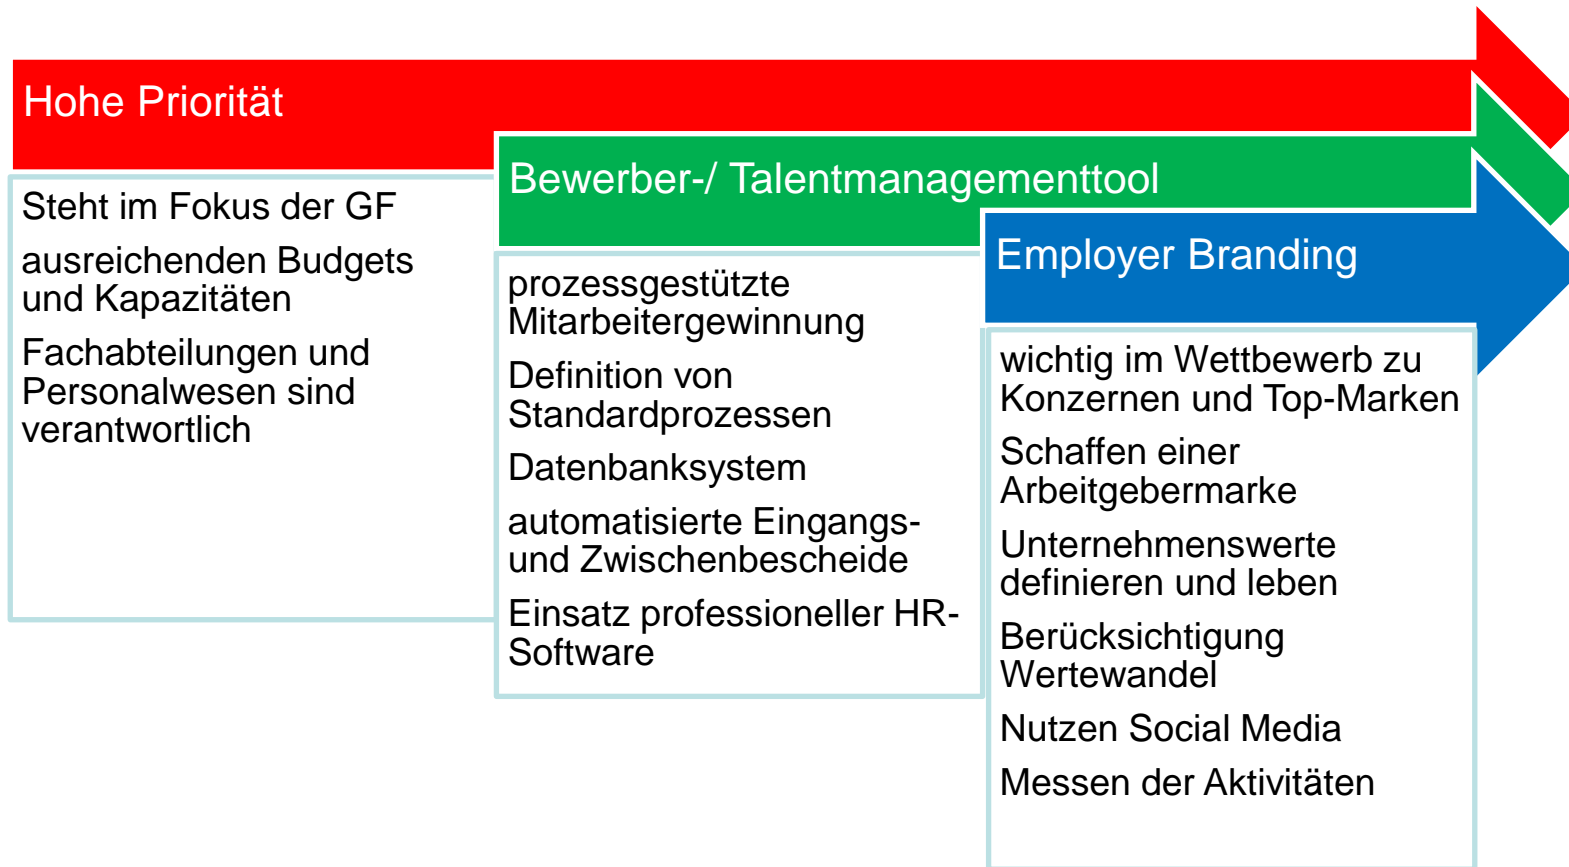 Hohe Priorität
Steht im Fokus der GF
ausreichenden Budgets
und Kapazitäten
Fachabteilungen und
Personalwesen sind
verantwortlich
Bewerber-/ Talentmanagementtool
prozessgestützte
Mitarbeitergewinnung
Definition von
Standardprozessen
Datenbanksystem
automatisierte Eingangs-
und Zwischenbescheide
Einsatz professioneller HR-
Software
Employer Branding
wichtig im Wettbewerb zu
Konzernen und Top-Marken
Schaffen einer
Arbeitgebermarke
Unternehmenswerte
definieren und leben
Berücksichtigung
Wertewandel
Nutzen Social Media
Messen der Aktivitäten